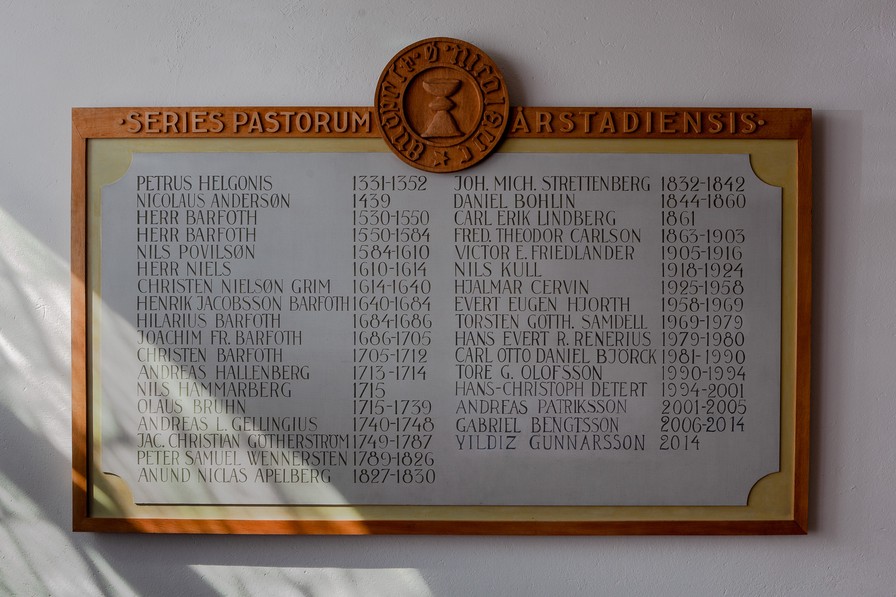 ·SERIES PASTORUM ÅRSTADIENSIS·
PETRUS HELGONIS 1331-1352
NICOLAUS ANDERSØN 1439
HERR BARFOTH 1530-1550
HERR BARFOTH 1550-1584
NILS POVILSØN 1584-1610
HERR NIELS 1610-1614
CHRISTEN NIELSØN GRIM 1614-1640
HENRIK JACOBSSON BARFOTH 1640-1684
HILARIUS BARFOTH 1684-1686
JOACHIM FR. BARFOTH 1686-1705
CHRISTEN BARFOTH 1705-1712
ANDREAS HALLENBERG 1713-1714
NILS HAMMARBERG 1715
OLAUS BRUHN 1715-1739
ANDREAS L. GELLINGIUS 1740-1748
JAC. CHRISTIAN GÖTHERSTRÖM 1749-1787
PETER SAMUEL WENNERSTEN 1789-1826
ANUND NICLAS APELBERG 1827-1830
JOH. MICH. STRETTENBERG 1832-1842
DANIEL BOHLIN 1844-1860
CARL ERIK LINDBERG 1861
FRED. THEODOR CARLSON 1863-1903
VICTOR E. FRIEDLANDER 1905-1916
NILS KULL 1918-1924
HJALMAR CERVIN 1925-1958
EVERT EUGEN HJORTH 1958-1969
TORSTEN GOTTH. SAMDELL 1969-1979
HANS EVERT R. RENERIUS 1979-1980
CARL OTTO DANIEL BJÖRCK 1981-1990
TORE G. OLOFSSON 1990-1994
HANS-CHRISTOPH DETERT 1994-2001
ANDREAS PATRIKSSON 2001-2005
GABRIEL BENGTSSON 2006-2014
YILDIZ GUNNARSSON 2014